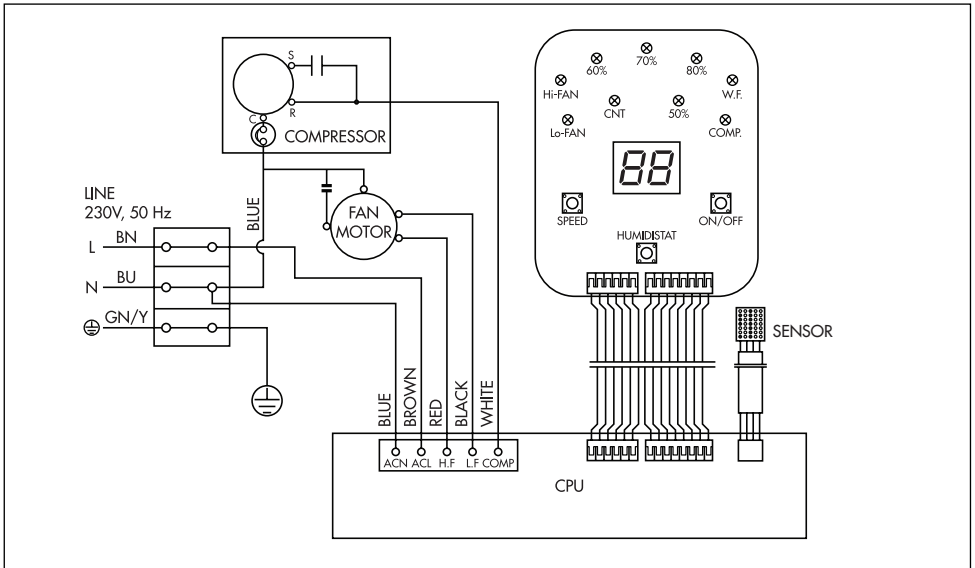 S
R
C
COMPRESSOR
LINE
230V, 50 Hz
L
BN
N
BU
GN/Y
BLUE
FAN
MOTOR
BLUE
BROWN
RED
BLACK
WHITE
ACN ACL H.F L.F COMP
CPU
60%
70%
80%
Hi-FAN
W.F.
CNT
50%
Lo-FAN
COMP.
88
SPEED
ON/OFF
HUMIDISTAT
SENSOR